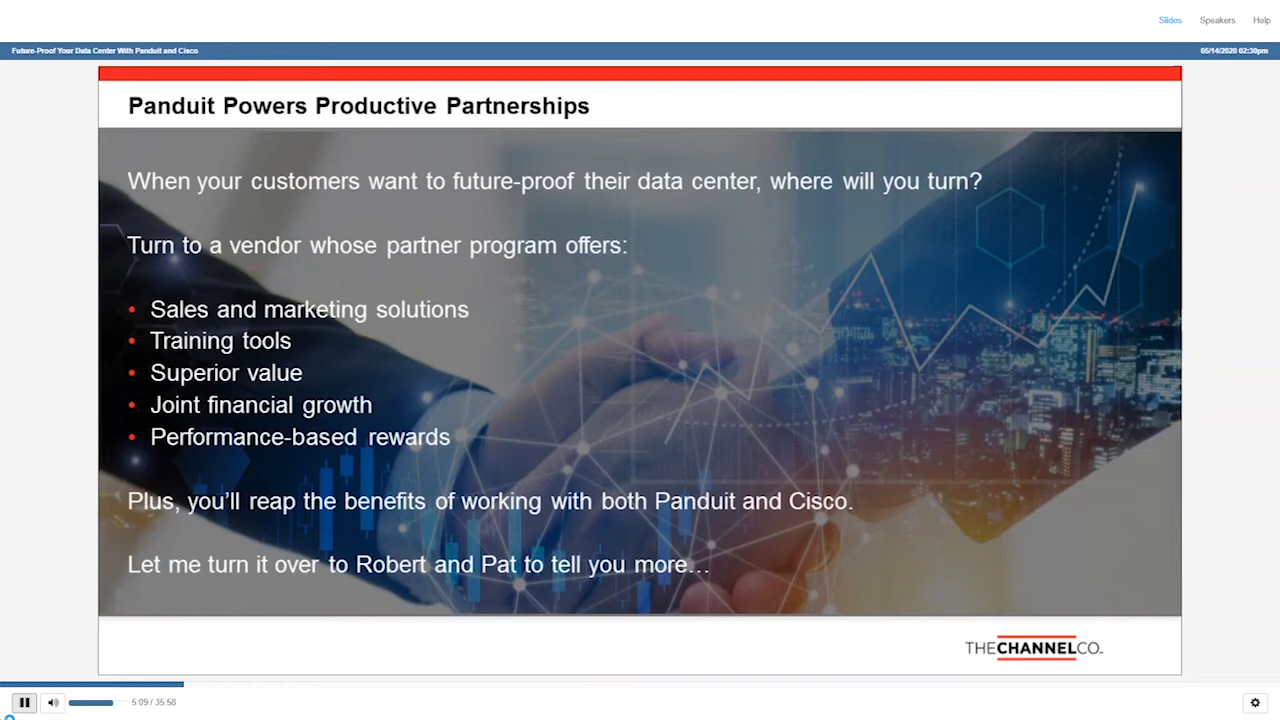 Slides Speakers Help
Future-Proof Your Data Center With Panduit and Cisco 05/14/2020 02:30pm
Panduit Powers Productive Partnerships
When your customers want to future-proof their data center, where will you turn?
Turn to a vendor whose partner program offers:
• Sales and marketing solutions
• Training tools
• Superior value
• Joint financial growth
• Performance-based rewards
Plus, you’ll reap the benefits of working with both Panduit and Cisco.
Let me turn it over to Robert and Pat to tell you more…
THECHANNELCO.
5:09 / 35:58